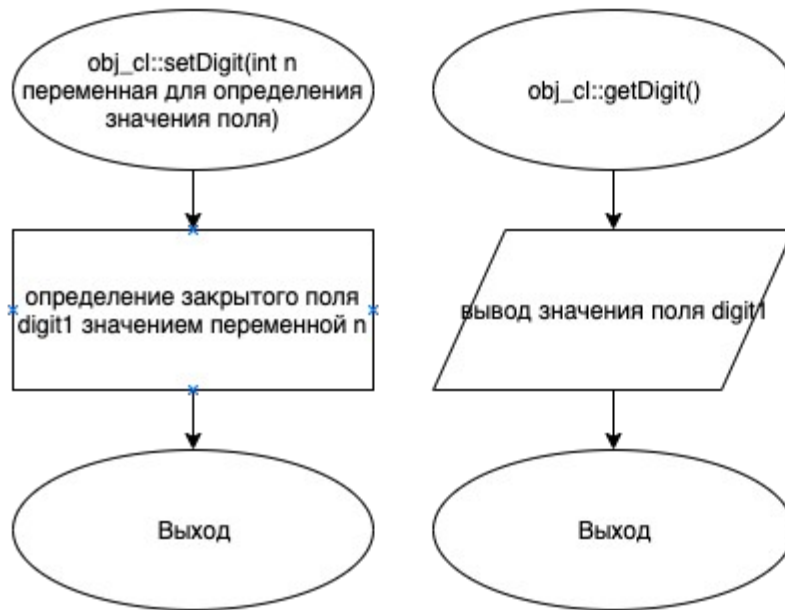 obj_cl::setDigit(int n
переменная для определения
значения поля)
определение закрытого поля
digit1 значением переменной n
Выход
obj_cl::getDigit()
вывод значения поля digit1
Выход